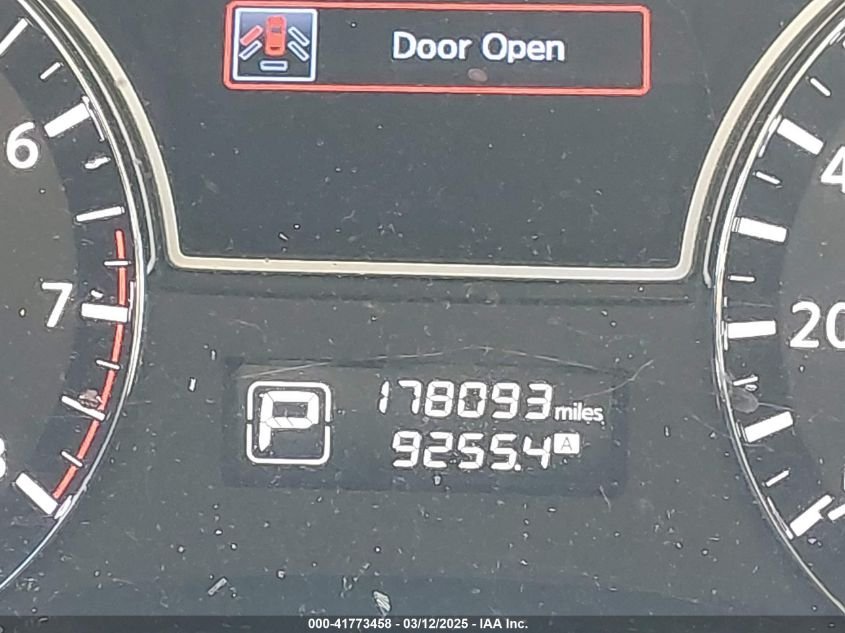 Door Open
6
7
4
20
P
178093 miles
9255.4 A
000-41773458 - 03/12/2025 - IAA Inc.